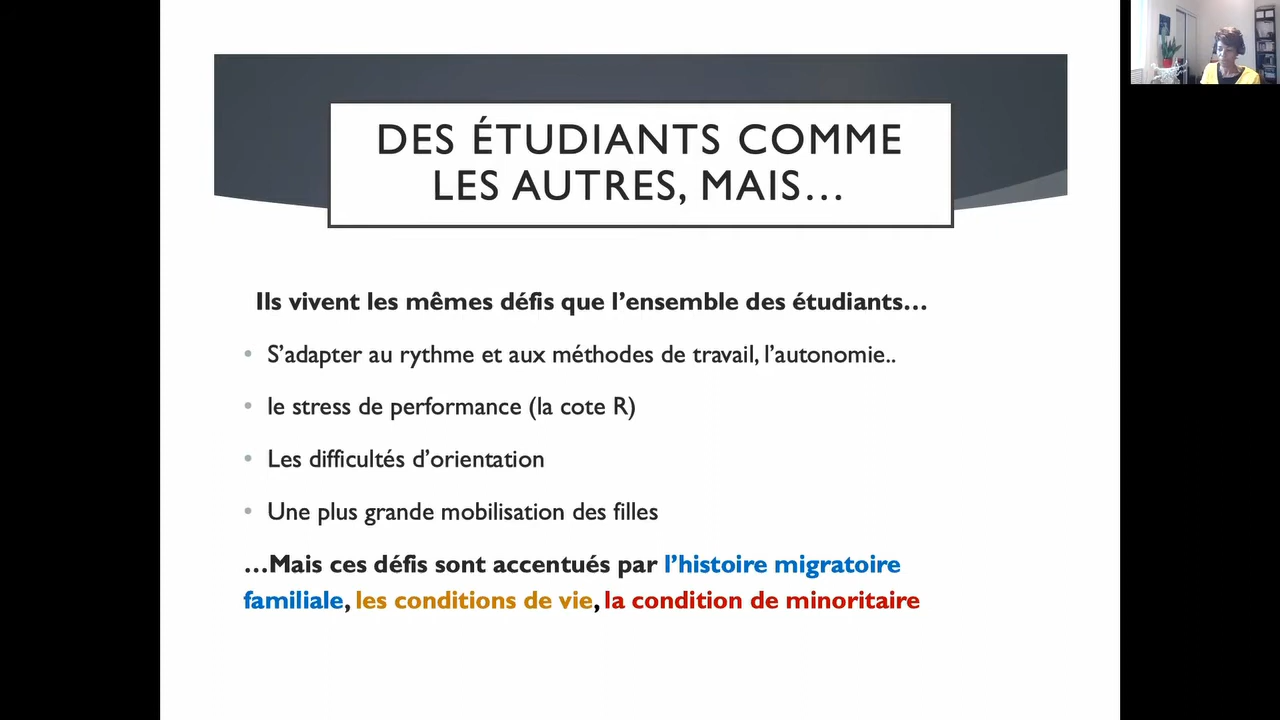 DES ÉTUDIANTS COMME
LES AUTRES, MAIS…
Ils vivent les mêmes défis que l’ensemble des étudiants…
• S’adapter au rythme et aux méthodes de travail, l’autonomie..
• le stress de performance (la cote R)
• Les difficultés d’orientation
• Une plus grande mobilisation des filles
…Mais ces défis sont accentués par l’histoire migratoire
familiale, les conditions de vie, la condition de minoritaire